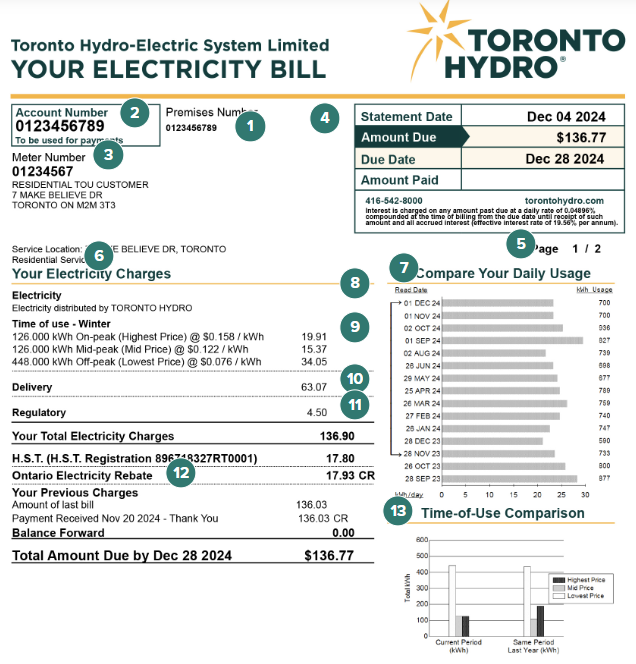 Toronto Hydro-Electric System Limited
YOUR ELECTRICITY BILL
TORONTO
HYDRO®
Account Number
0123456789
To be used for payments
2
Premises Number
0123456789
1
4
Meter Number
01234567
3
RESIDENTIAL TOU CUSTOMER
7 MAKE BELIEVE DR
TORONTO ON M2M 3T3
Statement Date Dec 04 2024
Amount Due $136.77
Due Date Dec 28 2024
Amount Paid
416-542-8000 torontohydro.com
Interest is charged on any amount past due at a daily rate of 0.04896%
compounded at the time of billing from the due date until receipt of such
amount and all accrued interest (effective interest rate of 19.56% per annum).
5
Page 1 / 2
Service Location: BELIEVE DR, TORONTO
Residential Service
6
Your Electricity Charges
8
Electricity
Electricity distributed by TORONTO HYDRO
Time of use - Winter
9
126.000 kWh On-peak (Highest Price) @ $0.158 / kWh 19.91
126.000 kWh Mid-peak (Mid Price) @ $0.122 / kWh 15.37
448.000 kWh Off-peak (Lowest Price) @ $0.076 / kWh 34.05
Delivery 63.07
10
Regulatory 4.50
11
Your Total Electricity Charges 136.90
H.S.T. (H.S.T. Registration 896718327RT0001) 17.80
Ontario Electricity Rebate 17.93 CR
12
Your Previous Charges
Amount of last bill 136.03
Payment Received Nov 20 2024 - Thank You 136.03 CR
Balance Forward 0.00
Total Amount Due by Dec 28 2024 $136.77
7
Compare Your Daily Usage
Read Date kWh Usage
01 DEC 24 700
01 NOV 24 700
02 OCT 24 936
01 SEP 24 827
02 AUG 24 739
26 JUN 24 698
29 MAY 24 677
25 APR 24 789
26 MAR 24 759
27 FEB 24 740
26 JAN 24 747
28 DEC 23 590
28 NOV 23 733
26 OCT 23 800
28 SEP 23 877
kWh/day 0 5 10 15 20 25 30
13
Time-of-Use Comparison
Total kWh
600
500
400
300
200
100
0
Highest Price
Mid Price
Lowest Price
Current Period
(kWh)
Same Period
Last Year (kWh)